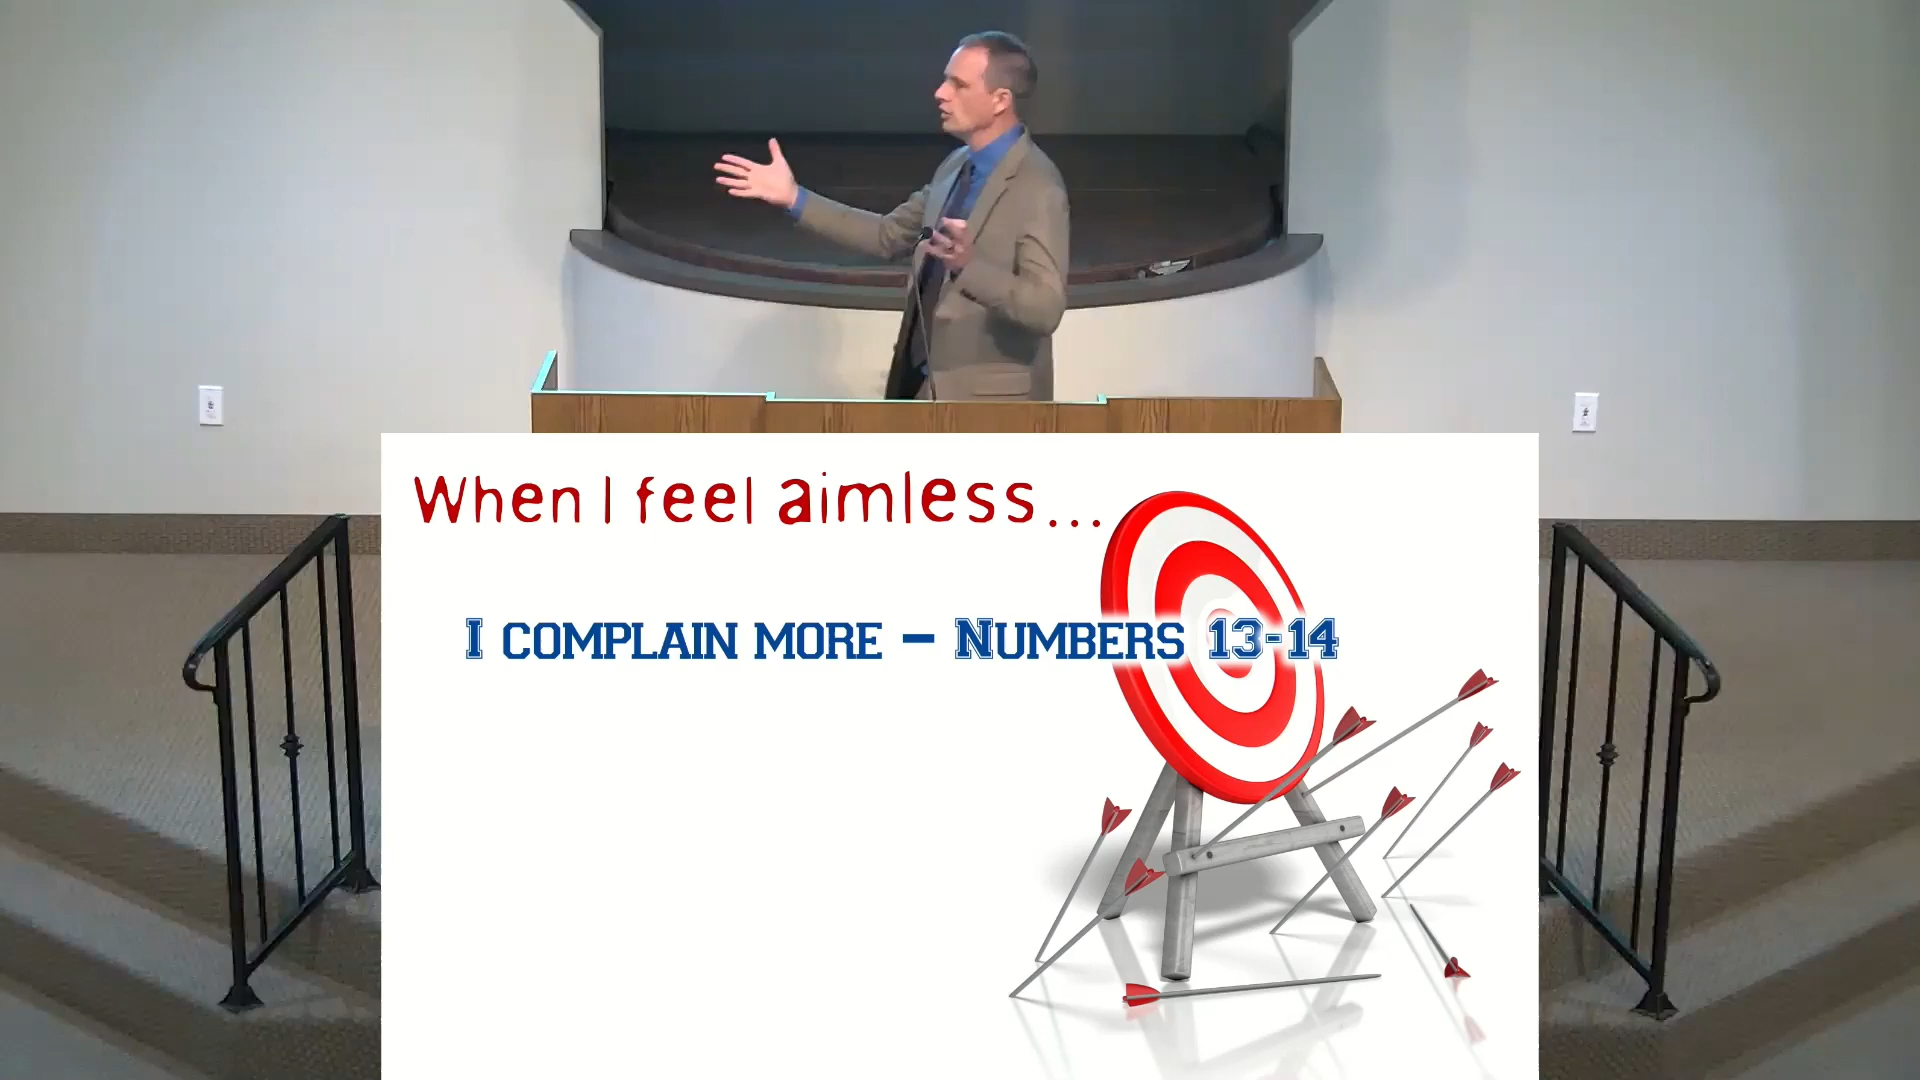 When I feel aimless...
I complain more – Numbers 13-14